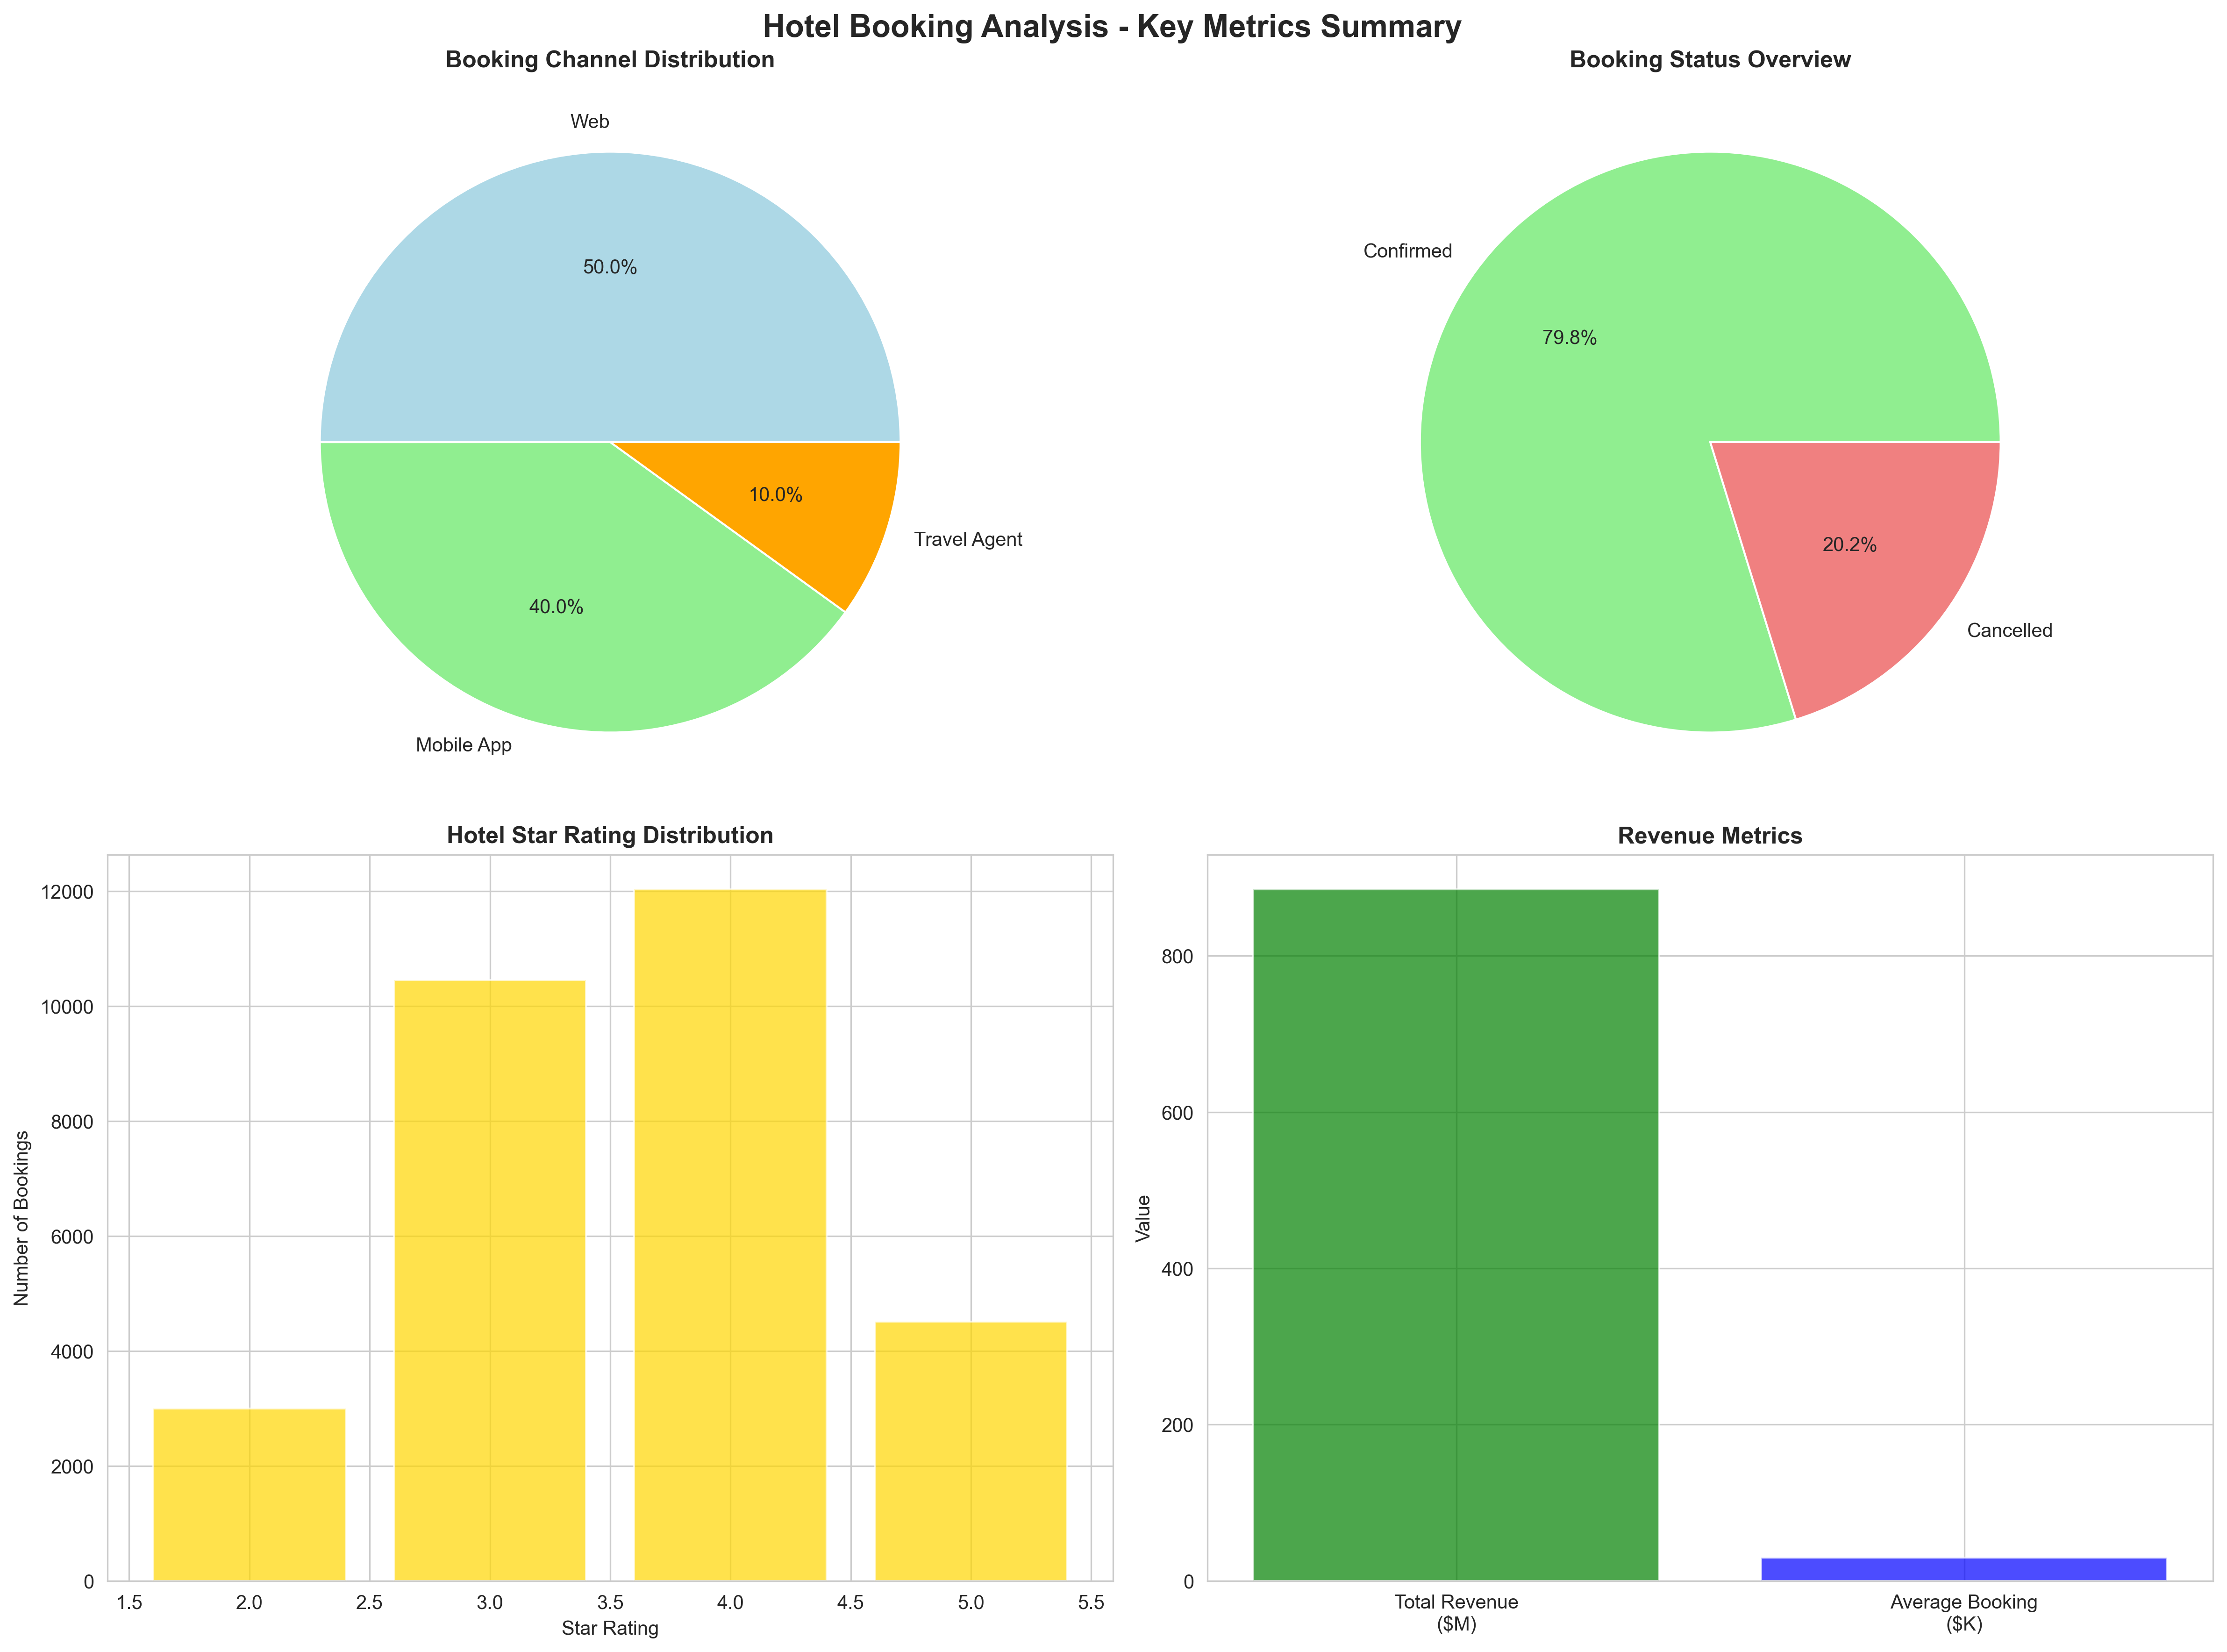 Hotel Booking Analysis - Key Metrics Summary
Booking Channel Distribution
Web
50.0%
10.0%
Travel Agent
40.0%
Mobile App
Booking Status Overview
Confirmed
79.8%
20.2%
Cancelled
Hotel Star Rating Distribution
Number of Bookings
12000
10000
8000
6000
4000
2000
0
1.5 2.0 2.5 3.0 3.5 4.0 4.5 5.0 5.5
Star Rating
Revenue Metrics
Value
800
600
400
200
0
Total Revenue
($M)
Average Booking
($K)